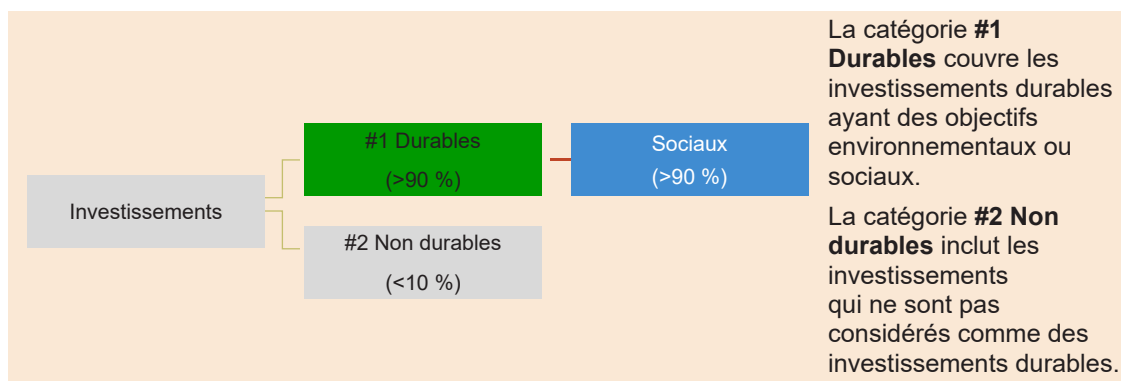 Investissements
#1 Durables
(>90 %)
Sociaux
(>90 %)
#2 Non durables
(<10 %)
La catégorie #1
Durables couvre les
investissements durables
ayant des objectifs
environnementaux ou
sociaux.
La catégorie #2 Non
durables inclut les
investissements
qui ne sont pas
considérés comme des
investissements durables.